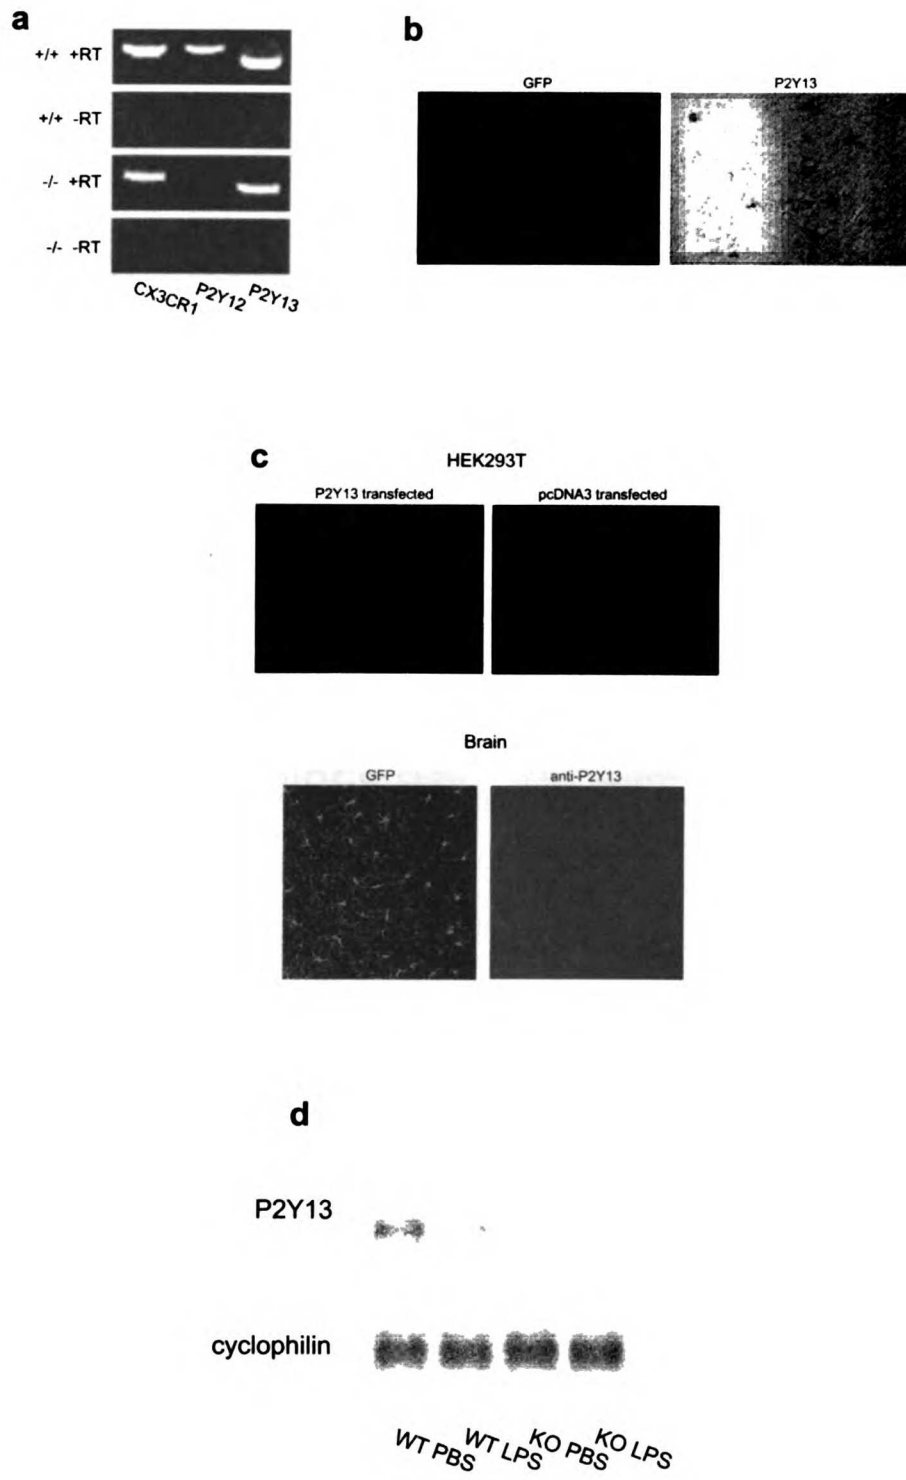 a
+/+ +RT
+/+ -RT
-/- +RT
-/- -RT
CX3CR1 P2Y12 P2Y13
b
GFP P2Y13
c
HEK293T
P2Y13 transfected pcDNA3 transfected
Brain
GFP anti-P2Y13
d
P2Y13
cyclophilin
WT PBS WT LPS KO PBS KO LPS